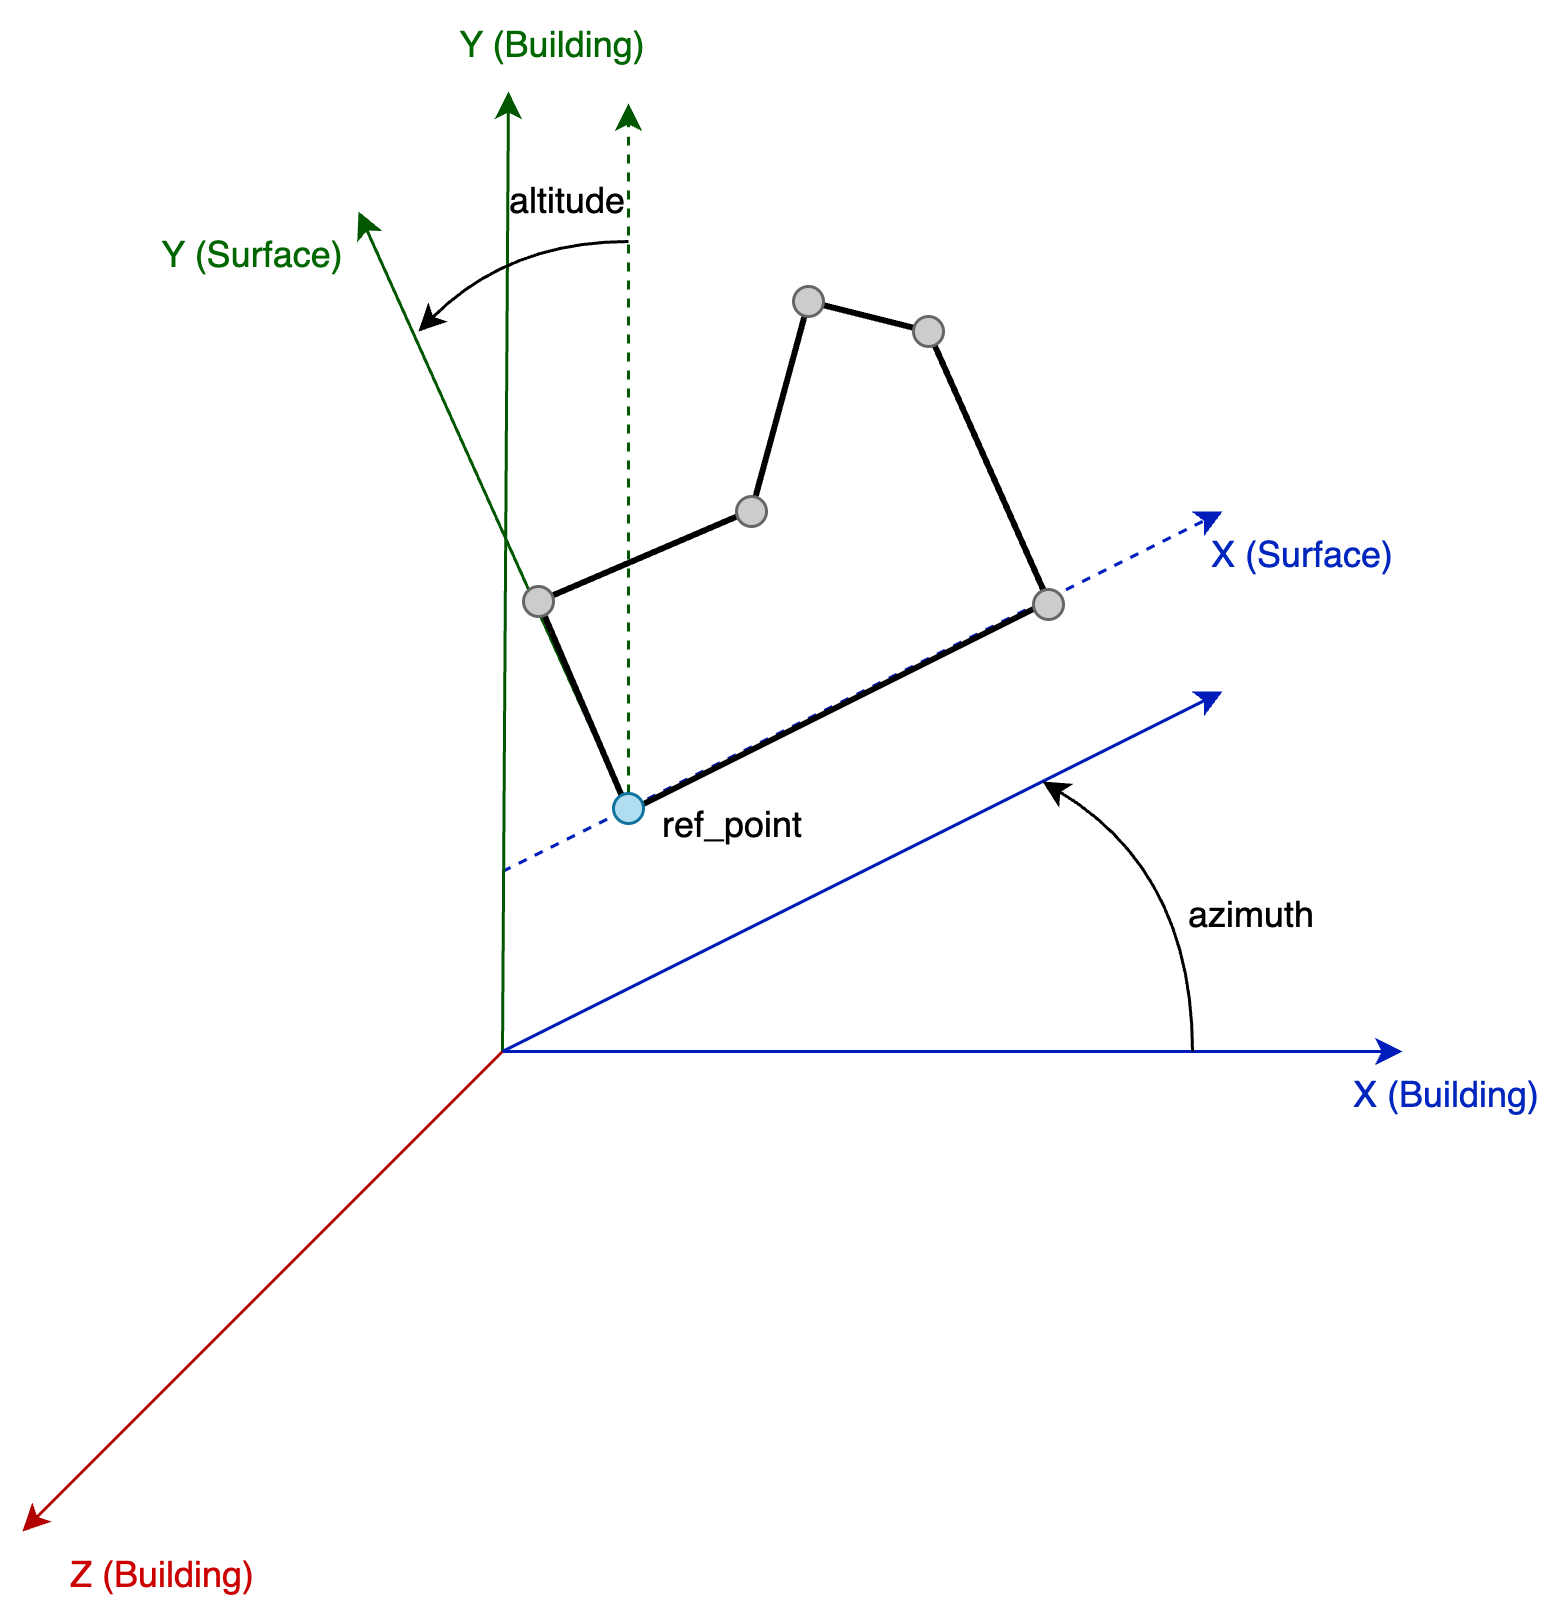 Y (Building)
altitude
Y (Surface)
X (Surface)
ref_point
azimuth
X (Building)
Z (Building)